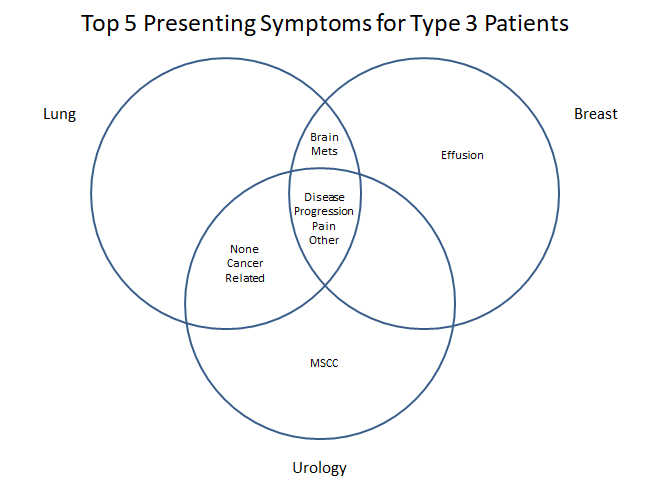 Top 5 Presenting Symptoms for Type 3 Patients
Lung
Breast
Brain
Mets
Effusion
Disease
Progression
Pain
Other
None
Cancer
Related
MSCC
Urology